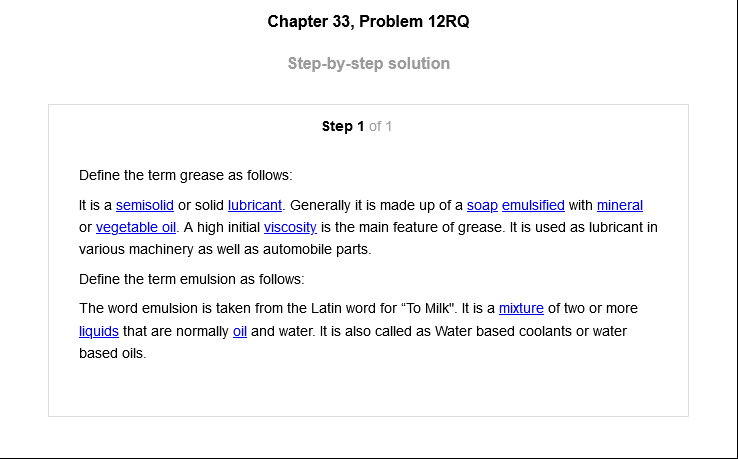 Chapter 33, Problem 12RQ
Step-by-step solution
Step 1 of 1
Define the term grease as follows:
It is a semisolid or solid lubricant. Generally it is made up of a soap emulsified with mineral
or vegetable oil. A high initial viscosity is the main feature of grease. It is used as lubricant in
various machinery as well as automobile parts.
Define the term emulsion as follows:
The word emulsion is taken from the Latin word for “To Milk". It is a mixture of two or more
liquids that are normally oil and water. It is also called as Water based coolants or water
based oils.